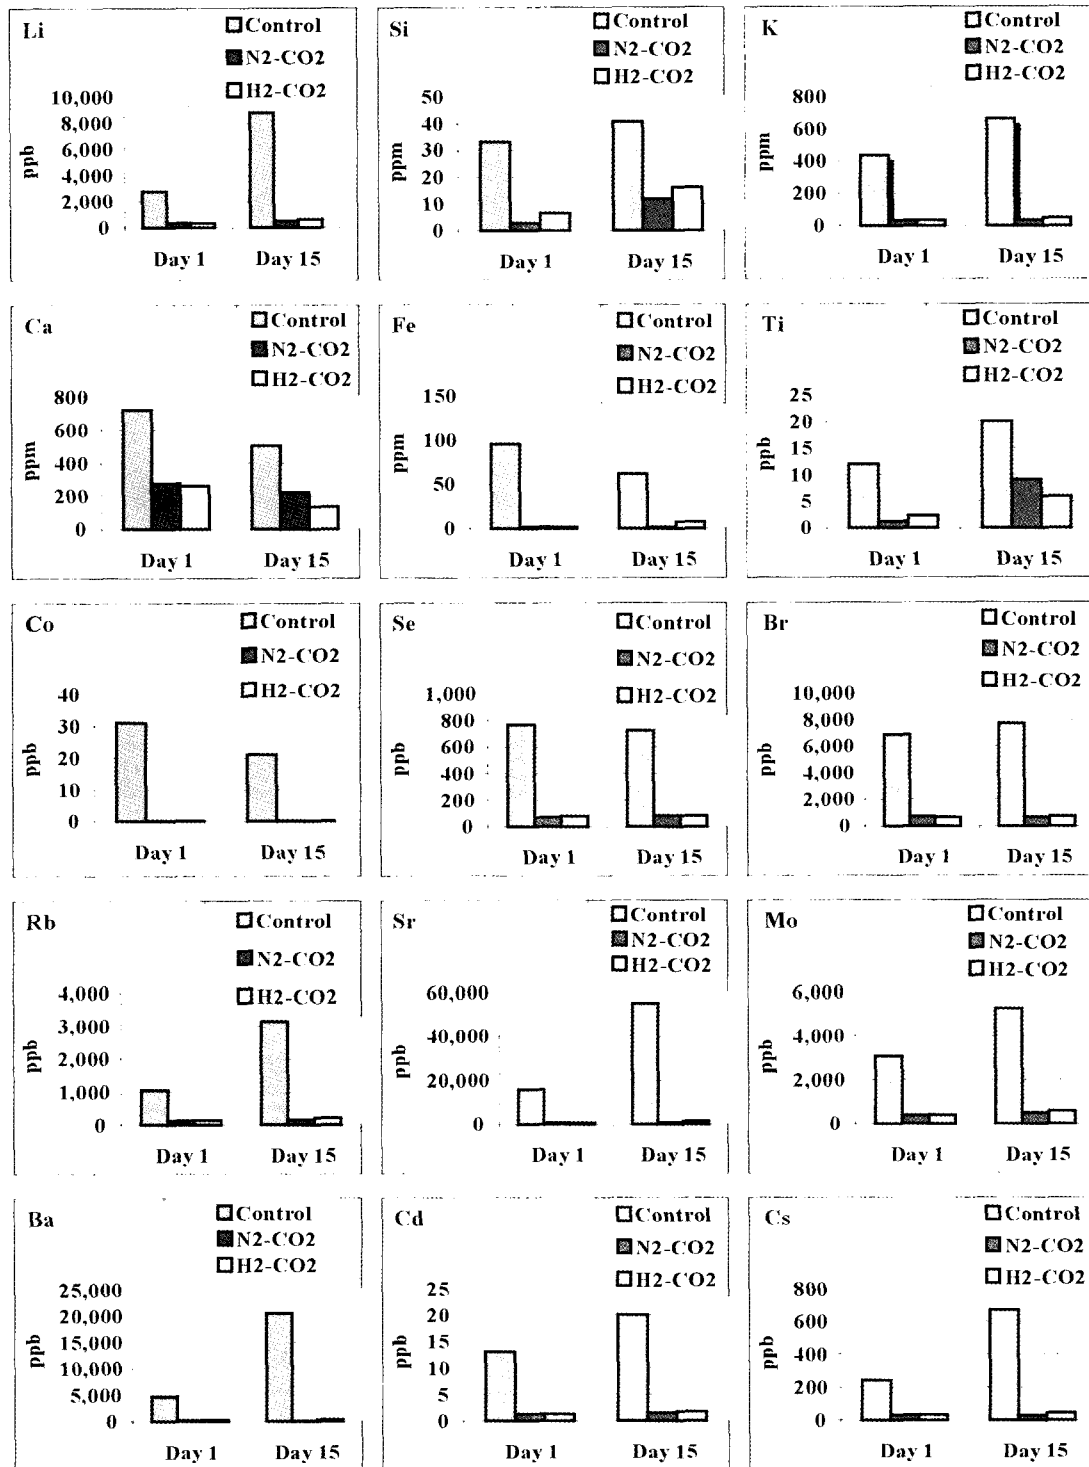 Li
Control
N2-CO2
H2-CO2
10,000
8,000
6,000
4,000
2,000
0
ppb
Day 1
Day 15
Si
Control
N2-CO2
H2-CO2
50
40
30
20
10
0
ppm
Day 1
Day 15
K
Control
N2-CO2
H2-CO2
800
600
400
200
0
ppm
Day 1
Day 15
Ca
Control
N2-CO2
H2-CO2
800
600
400
200
0
ppm
Day 1
Day 15
Fe
Control
N2-CO2
H2-CO2
150
100
50
0
ppm
Day 1
Day 15
Ti
Control
N2-CO2
H2-CO2
25
20
15
10
5
0
ppb
Day 1
Day 15
Co
Control
N2-CO2
H2-CO2
40
30
20
10
0
ppb
Day 1
Day 15
Se
Control
N2-CO2
H2-CO2
1,000
800
600
400
200
0
ppb
Day 1
Day 15
Br
Control
N2-CO2
H2-CO2
10,000
8,000
6,000
4,000
2,000
0
ppb
Day 1
Day 15
Rb
Control
N2-CO2
H2-CO2
4,000
3,000
2,000
1,000
0
ppb
Day 1
Day 15
Sr
Control
N2-CO2
H2-CO2
60,000
40,000
20,000
0
ppb
Day 1
Day 15
Mo
Control
N2-CO2
H2-CO2
6,000
4,000
2,000
0
ppb
Day 1
Day 15
Ba
Control
N2-CO2
H2-CO2
25,000
20,000
15,000
10,000
5,000
0
ppb
Day 1
Day 15
Cd
Control
N2-CO2
H2-CO2
25
20
15
10
5
0
ppb
Day 1
Day 15
Cs
Control
N2-CO2
H2-CO2
800
600
400
200
0
ppb
Day 1
Day 15